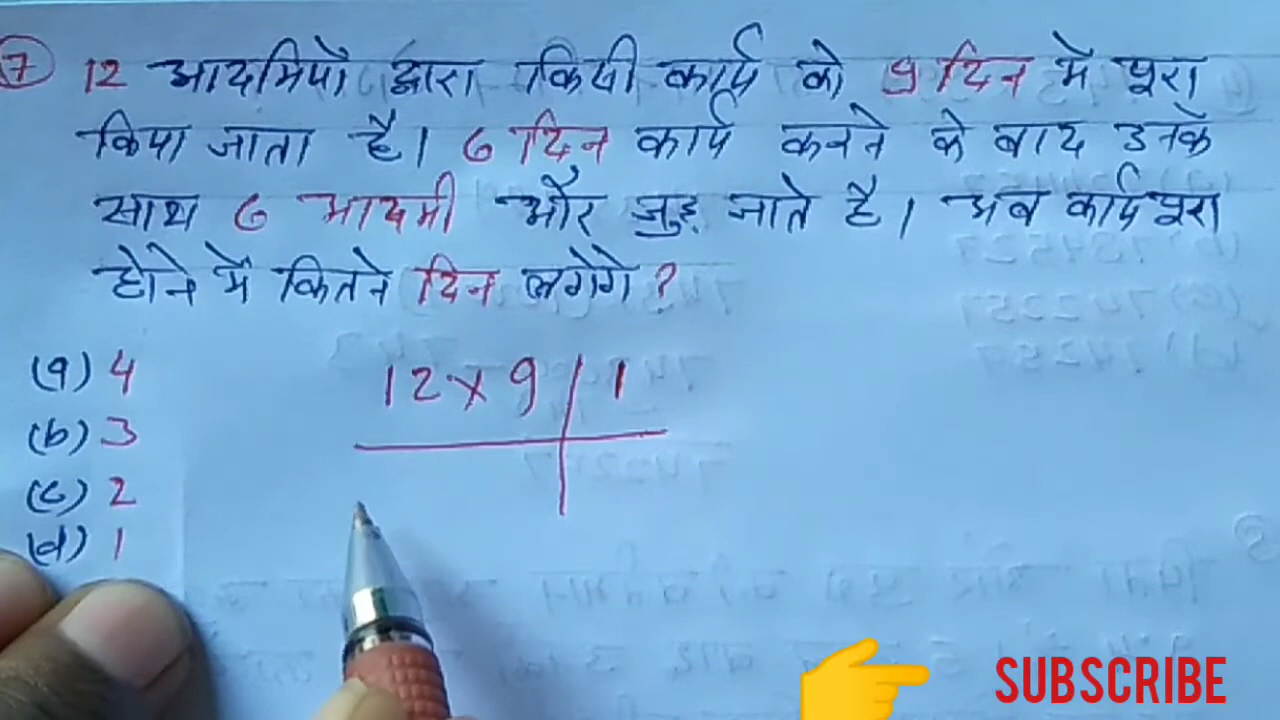 7 12 आदमियों द्वारा किसी कार्य को 9 दिन में पूरा
किया जाता है। 6 दिन कार्य करने के बाद उनके
साथ 6 आदमी और जुड़ जाते है। अब कार्य पूरा
होने में कितने दिन लगेगे ?
(a) 4
12 x 9 | 1
(b) 3
(c) 2
(d) 1
SUBSCRIBE